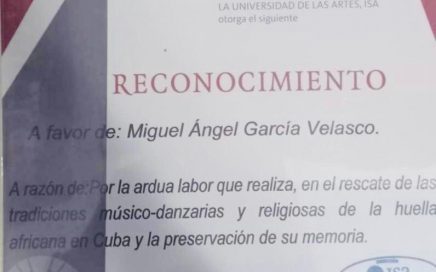 LA UNIVERSIDAD DE LAS ARTES, ISA
otorga el siguiente
RECONOCIMIENTO
A favor de: Miguel Ángel García Velasco.
A razón de:Por la ardua labor que realiza, en el rescate de las
tradiciones músico-danzarias y religiosas de la huella
africana en Cuba y la preservación de su memoria.
isa